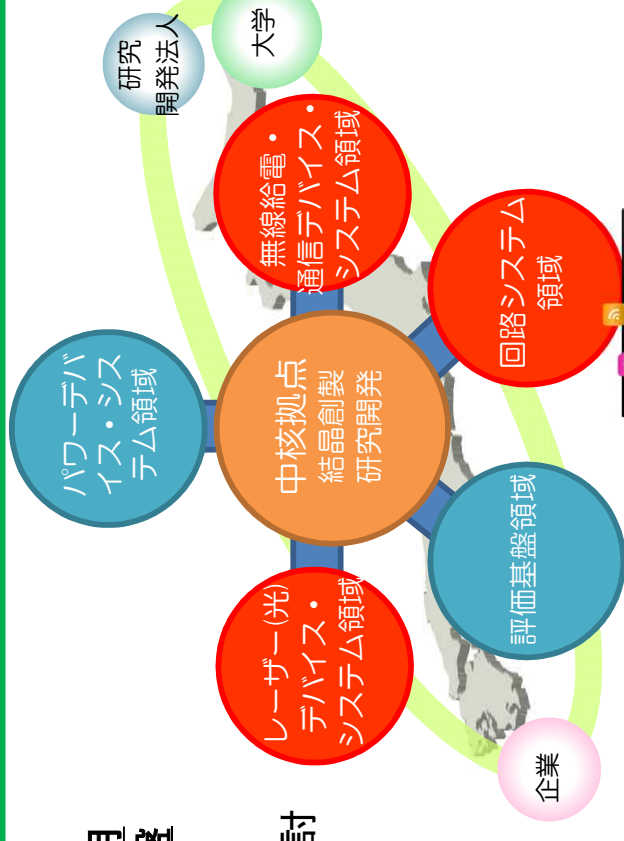 研究
開発法人
大学
パワーデバ
イス・シス
テム領域
無線給電・
通信デバイス・
システム領域
中核拠点
結晶創製
研究開発
レーザー(光)
デバイス・
システム領域
回路システム
領域
評価基盤領域
企業
討